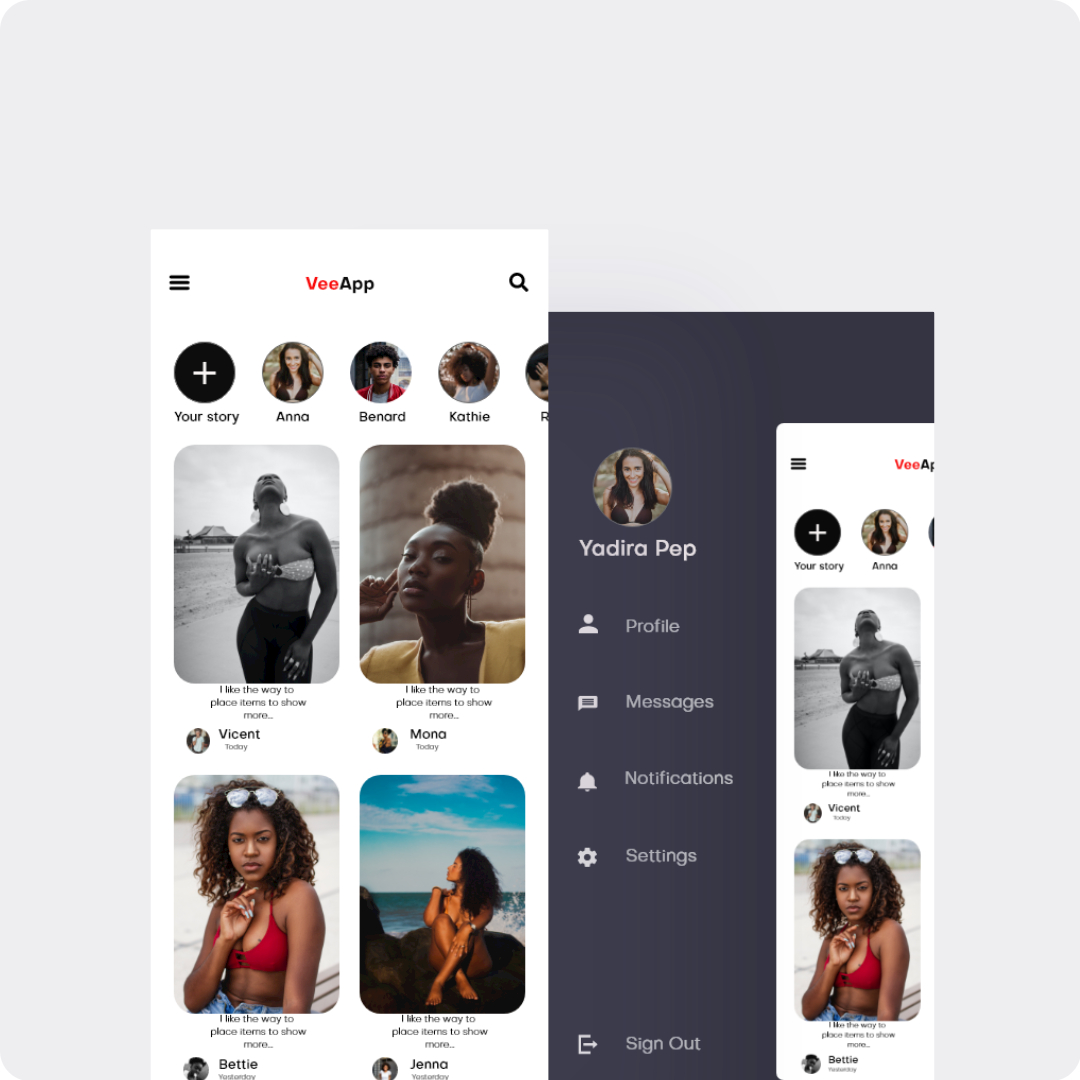 VeeApp
Your story
Anna
Benard
Kathie
R
I like the way to
place items to show
more...
Vicent
Today
I like the way to
place items to show
more...
Mona
Today
I like the way to
place items to show
more...
Bettie
Yesterday
I like the way to
place items to show
more...
Jenna
Yesterday
Yadira Pep
Profile
Messages
Notifications
Settings
Sign Out
VeeAp
Your story
Anna
I like the way to
place items to show
more...
Vicent
Today
I like the way to
place items to show
more...
Bettie
Yesterday